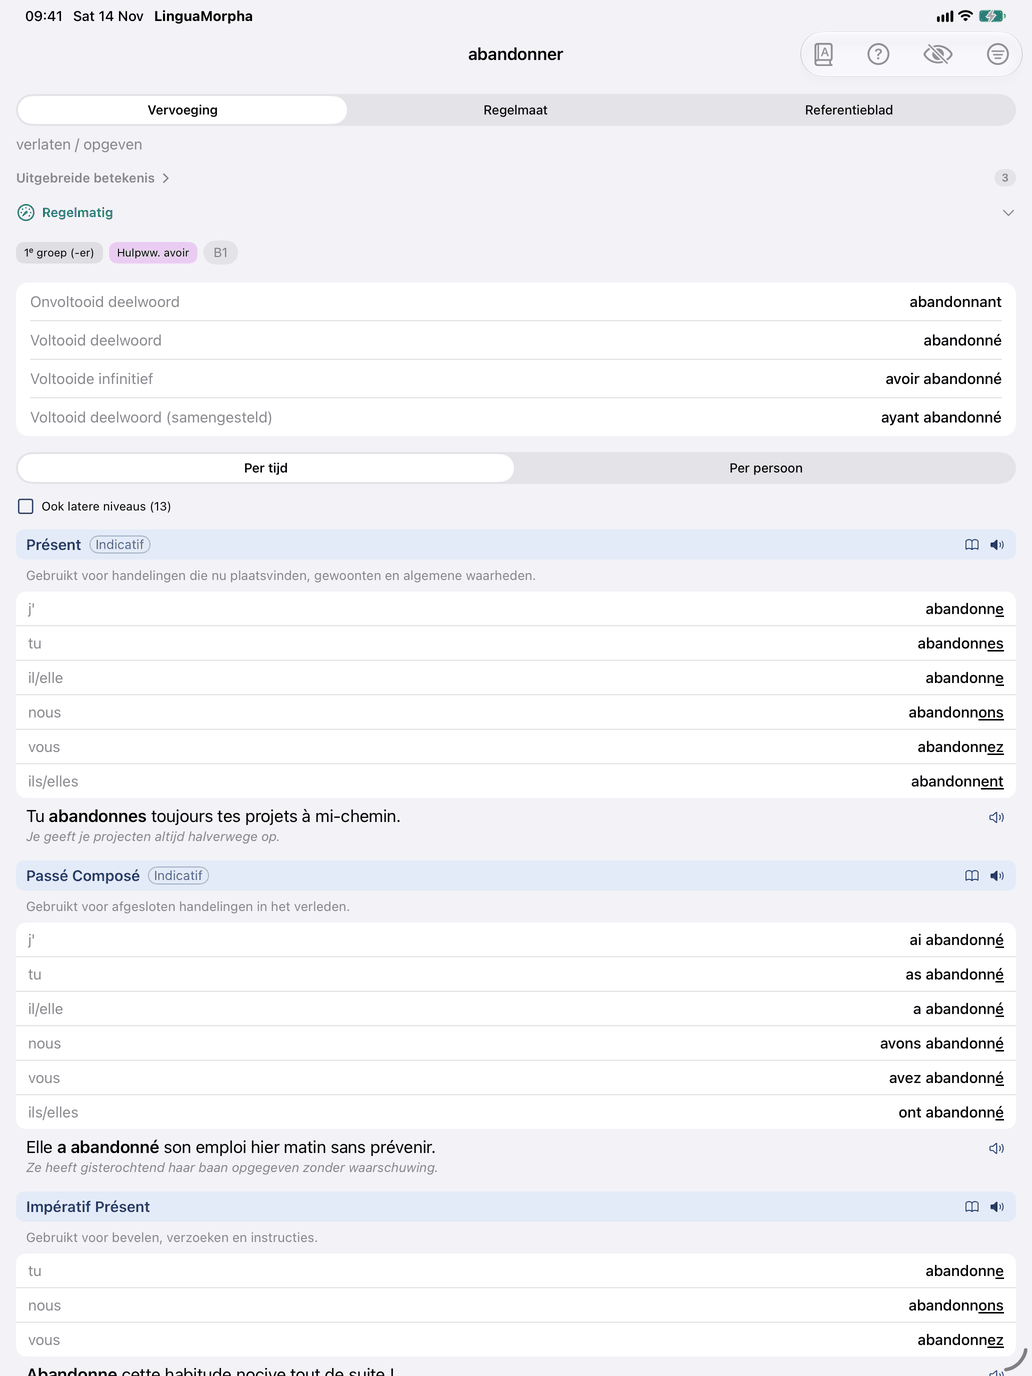 09:41 Sat 14 Nov LinguaMorpha
abandonner
Vervoeging Regelmaat Referentieblad
verlaten / opgeven
Uitgebreide betekenis 3
Regelmatig
1ᵉ groep (-er) Hulpww. avoir B1
Onvoltooid deelwoord abandonnant
Voltooid deelwoord abandonné
Voltooide infinitief avoir abandonné
Voltooid deelwoord (samengesteld) ayant abandonné
Per tijd Per persoon
Ook latere niveaus (13)
Présent Indicatif
Gebruikt voor handelingen die nu plaatsvinden, gewoonten en algemene waarheden.
j' abandonne
tu abandonnes
il/elle abandonne
nous abandonnons
vous abandonnez
ils/elles abandonnent
Tu abandonnes toujours tes projets à mi-chemin.
Je geeft je projecten altijd halverwege op.
Passé Composé Indicatif
Gebruikt voor afgesloten handelingen in het verleden.
j' ai abandonné
tu as abandonné
il/elle a abandonné
nous avons abandonné
vous avez abandonné
ils/elles ont abandonné
Elle a abandonné son emploi hier matin sans prévenir.
Ze heeft gisterochtend haar baan opgegeven zonder waarschuwing.
Impératif Présent
Gebruikt voor bevelen, verzoeken en instructies.
tu abandonne
nous abandonnons
vous abandonnez
Abandonne cette habitude nocive tout de suite !